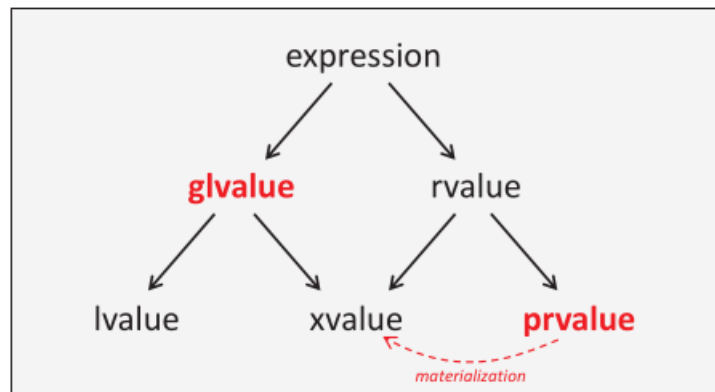 expression
glvalue rvalue
lvalue xvalue prvalue
materialization